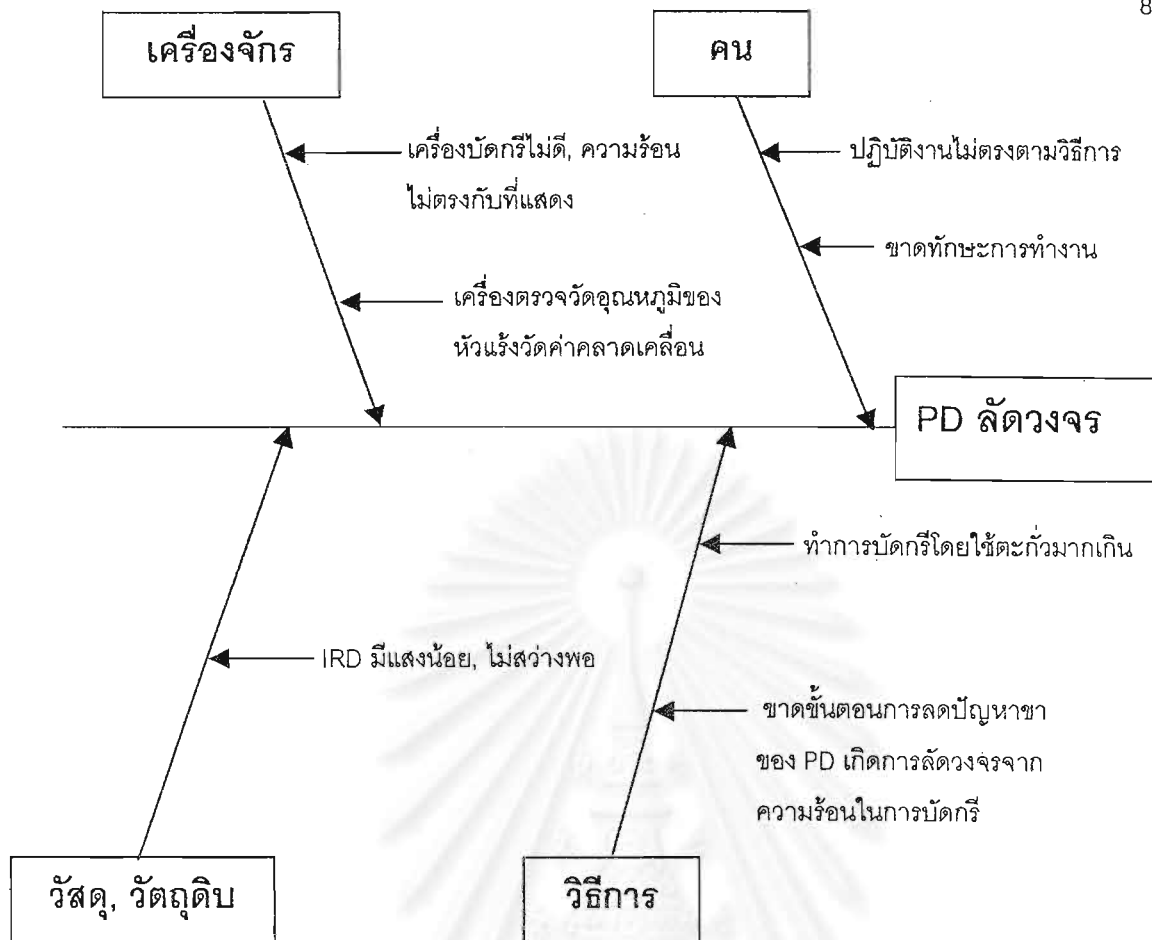 8
เครื่องจักร
คน
เครื่องบัดกรีไม่ดี, ความร้อน
ไม่ตรงกับที่แสดง
ปฏิบัติงานไม่ตรงตามวิธีการ
ขาดทักษะการทำงาน
เครื่องตรวจวัดอุณหภูมิของ
หัวแร้งวัดค่าคลาดเคลื่อน
PD ลัดวงจร
ทำการบัดกรีโดยใช้ตะกั่วมากเกิน
IRD มีแสงน้อย, ไม่สว่างพอ
ขาดขั้นตอนการลดปัญหาขา
ของ PD เกิดการลัดวงจรจาก
ความร้อนในการบัดกรี
วัสดุ, วัตถุดิบ
วิธีการ